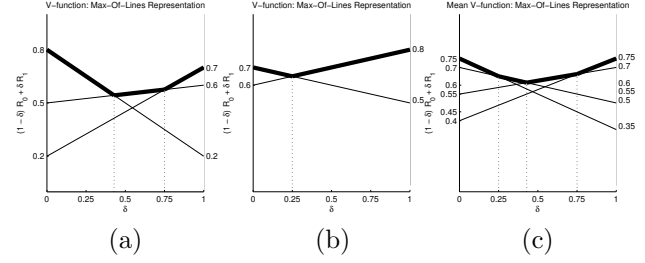 V-function: Max-Of-Lines Representation
0.8
0.5
0.2
0.7
0.6
0.2
(1 − δ) R0 + δ R1
0 0.25 0.5 0.75 1
δ
(a)
V-function: Max-Of-Lines Representation
0.7
0.6
0.8
0.5
(1 − δ) R0 + δ R1
0 0.25 0.5 0.75 1
δ
(b)
Mean V-function: Max-Of-Lines Representation
0.75
0.7
0.6
0.55
0.45
0.4
0.75
0.7
0.6
0.55
0.5
0.35
(1 − δ) R0 + δ R1
0 0.25 0.5 0.75 1
δ
(c)